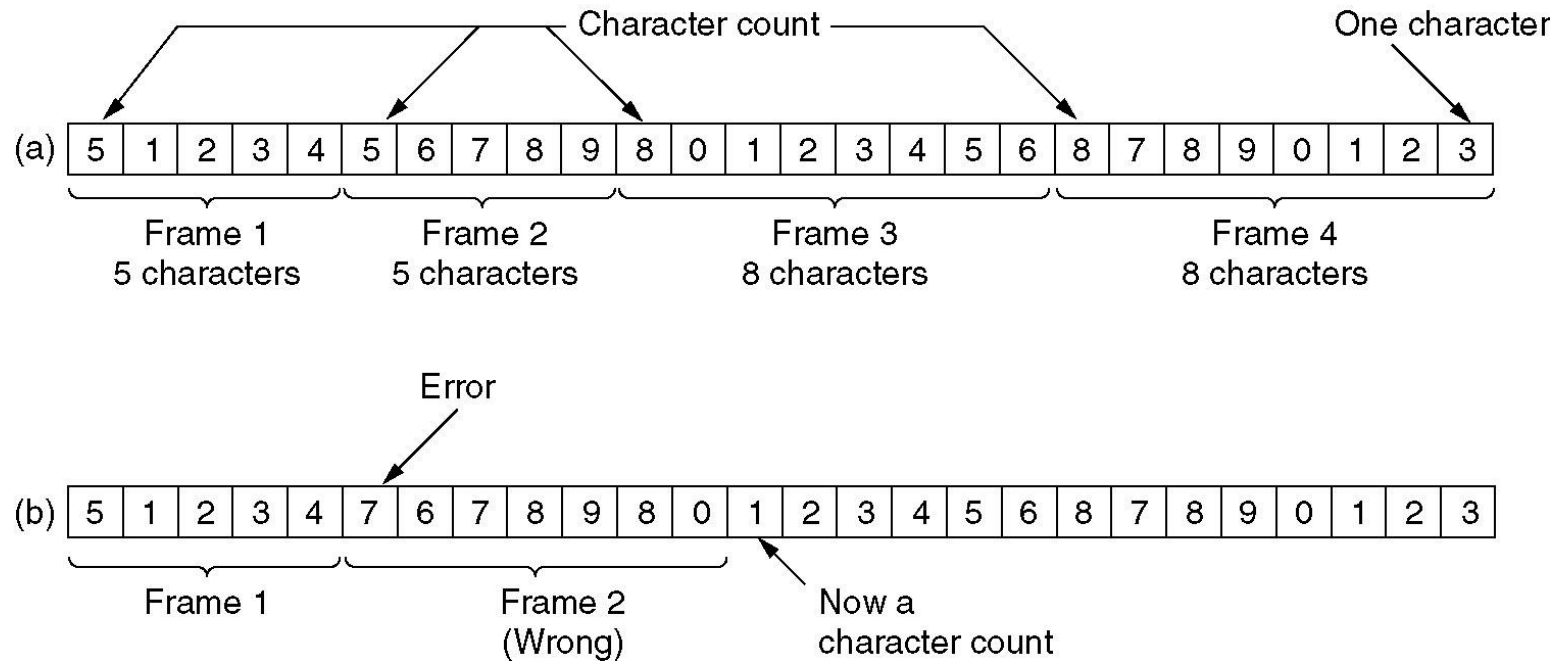 Character count
One character
(a) 5 1 2 3 4 5 6 7 8 9 8 0 1 2 3 4 5 6 8 7 8 9 0 1 2 3
Frame 1
5 characters
Frame 2
5 characters
Frame 3
8 characters
Frame 4
8 characters
Error
(b) 5 1 2 3 4 7 6 7 8 9 8 0 1 2 3 4 5 6 8 7 8 9 0 1 2 3
Frame 1
Frame 2
(Wrong)
Now a
character count